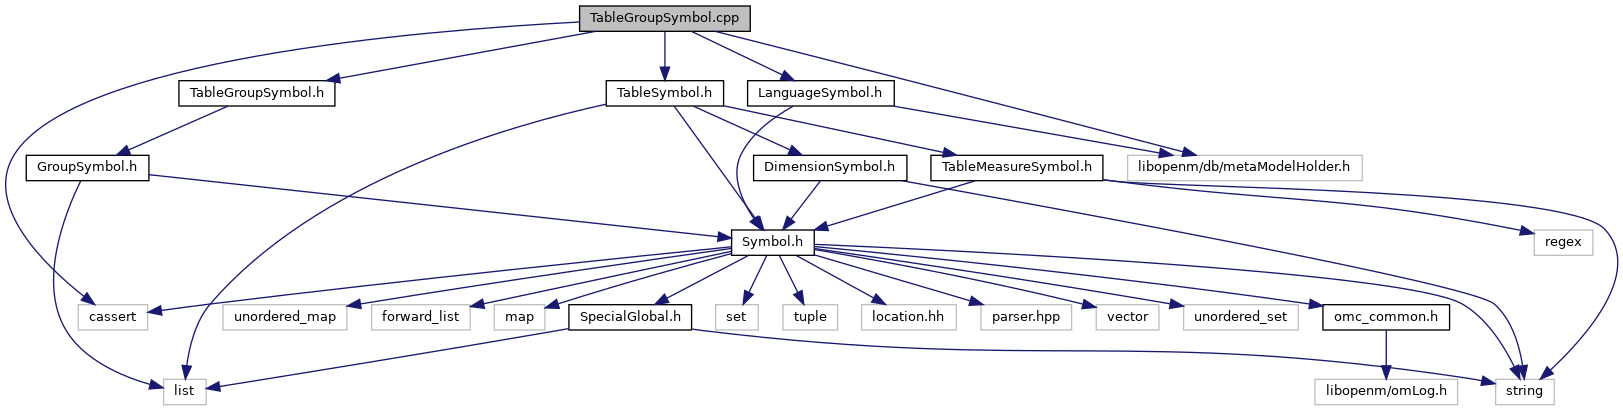 TableGroupSymbol.cpp
TableGroupSymbol.h
TableSymbol.h
LanguageSymbol.h
GroupSymbol.h
DimensionSymbol.h
TableMeasureSymbol.h
libopenm/db/metaModelHolder.h
Symbol.h
regex
cassert
unordered_map
forward_list
map
SpecialGlobal.h
set
tuple
location.hh
parser.hpp
vector
unordered_set
omc_common.h
list
libopenm/omLog.h
string